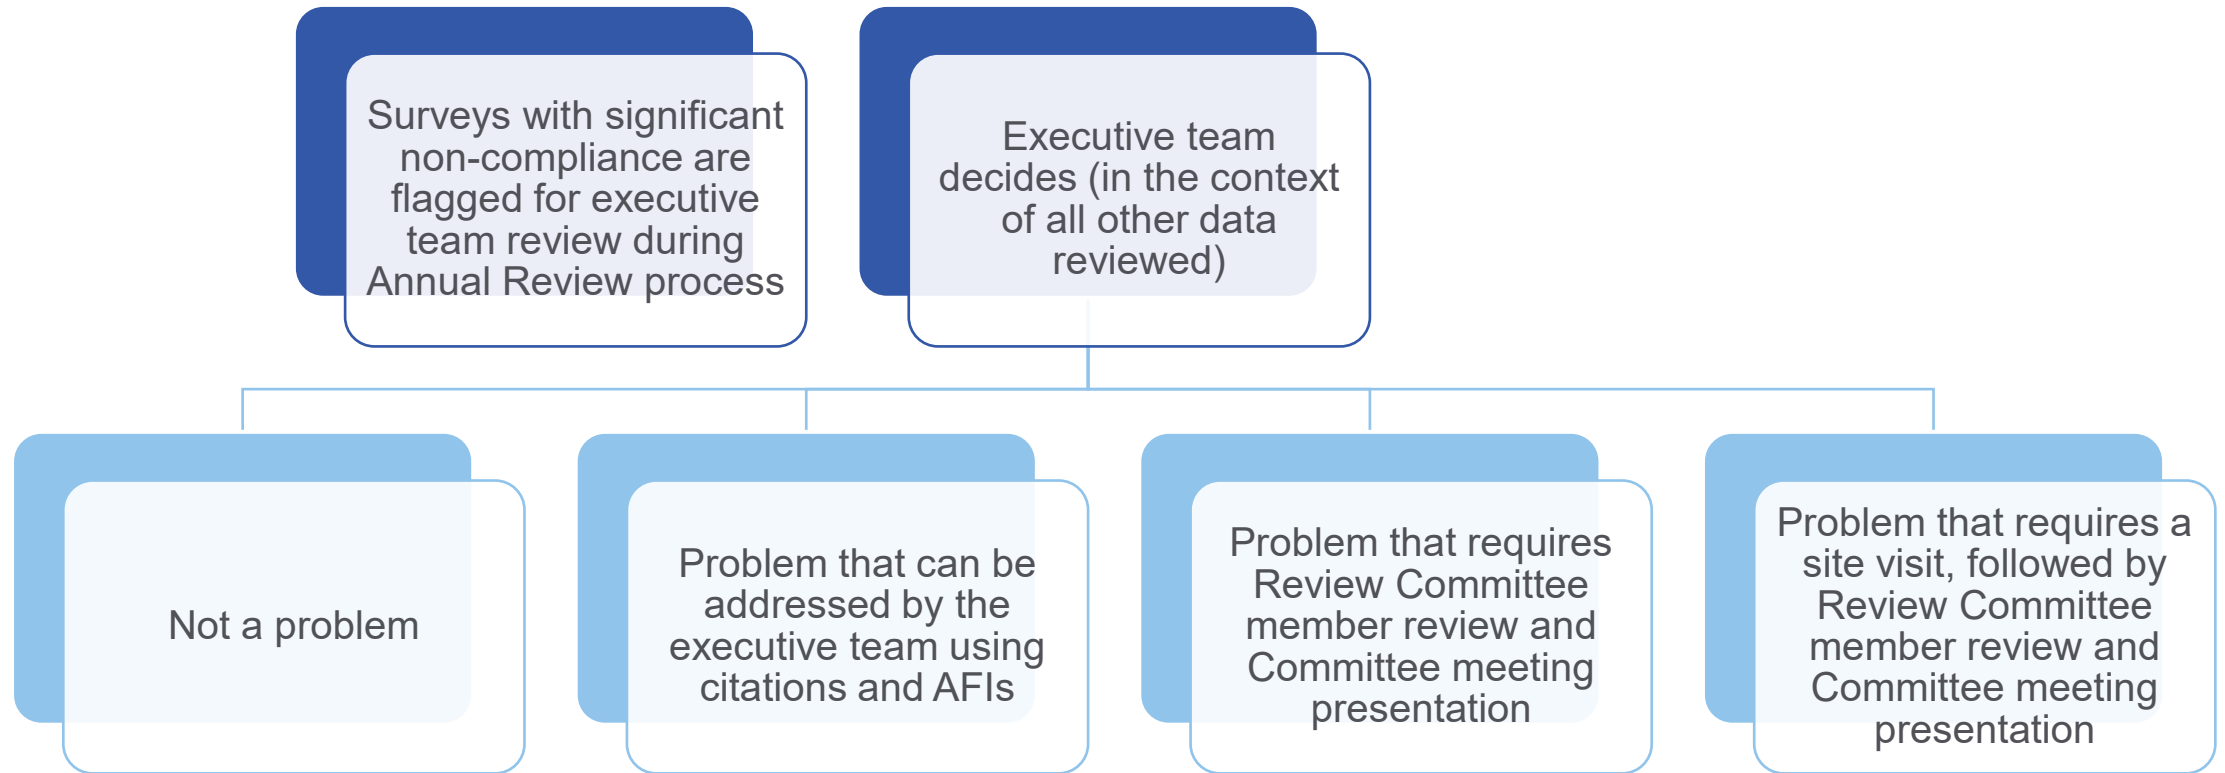 Surveys with significant
non-compliance are
flagged for executive
team review during
Annual Review process
Executive team
decides (in the context
of all other data
reviewed)
Not a problem
Problem that can be
addressed by the
executive team using
citations and AFIs
Problem that requires
Review Committee
member review and
Committee meeting
presentation
Problem that requires a
site visit, followed by
Review Committee
member review and
Committee meeting
presentation